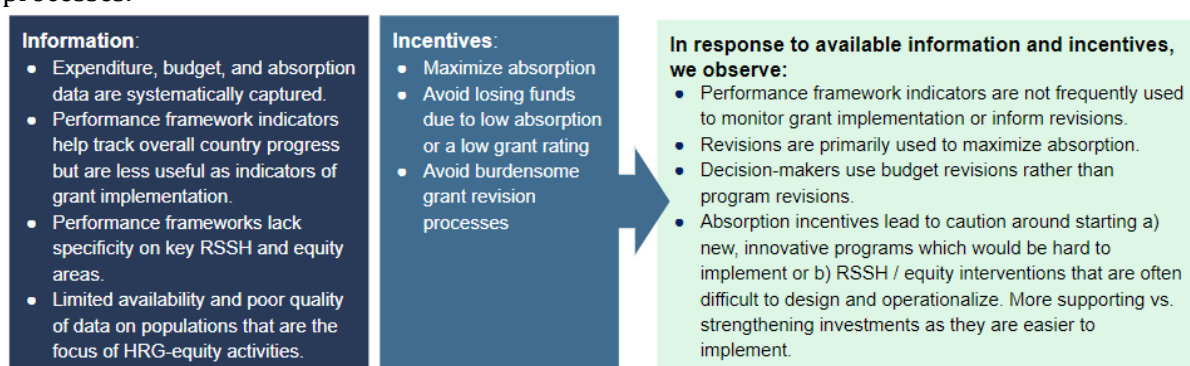 processes.
Information:
● Expenditure, budget, and absorption
data are systematically captured.
● Performance framework indicators
help track overall country progress
but are less useful as indicators of
grant implementation.
● Performance frameworks lack
specificity on key RSSH and equity
areas.
● Limited availability and poor quality
of data on populations that are the
focus of HRG-equity activities.
Incentives:
● Maximize absorption
● Avoid losing funds
due to low absorption
or a low grant rating
● Avoid burdensome
grant revision
processes
In response to available information and incentives,
we observe:
● Performance framework indicators are not frequently used
to monitor grant implementation or inform revisions.
● Revisions are primarily used to maximize absorption.
● Decision-makers use budget revisions rather than
program revisions.
● Absorption incentives lead to caution around starting a)
new, innovative programs which would be hard to
implement or b) RSSH / equity interventions that are often
difficult to design and operationalize. More supporting vs.
strengthening investments as they are easier to
implement.